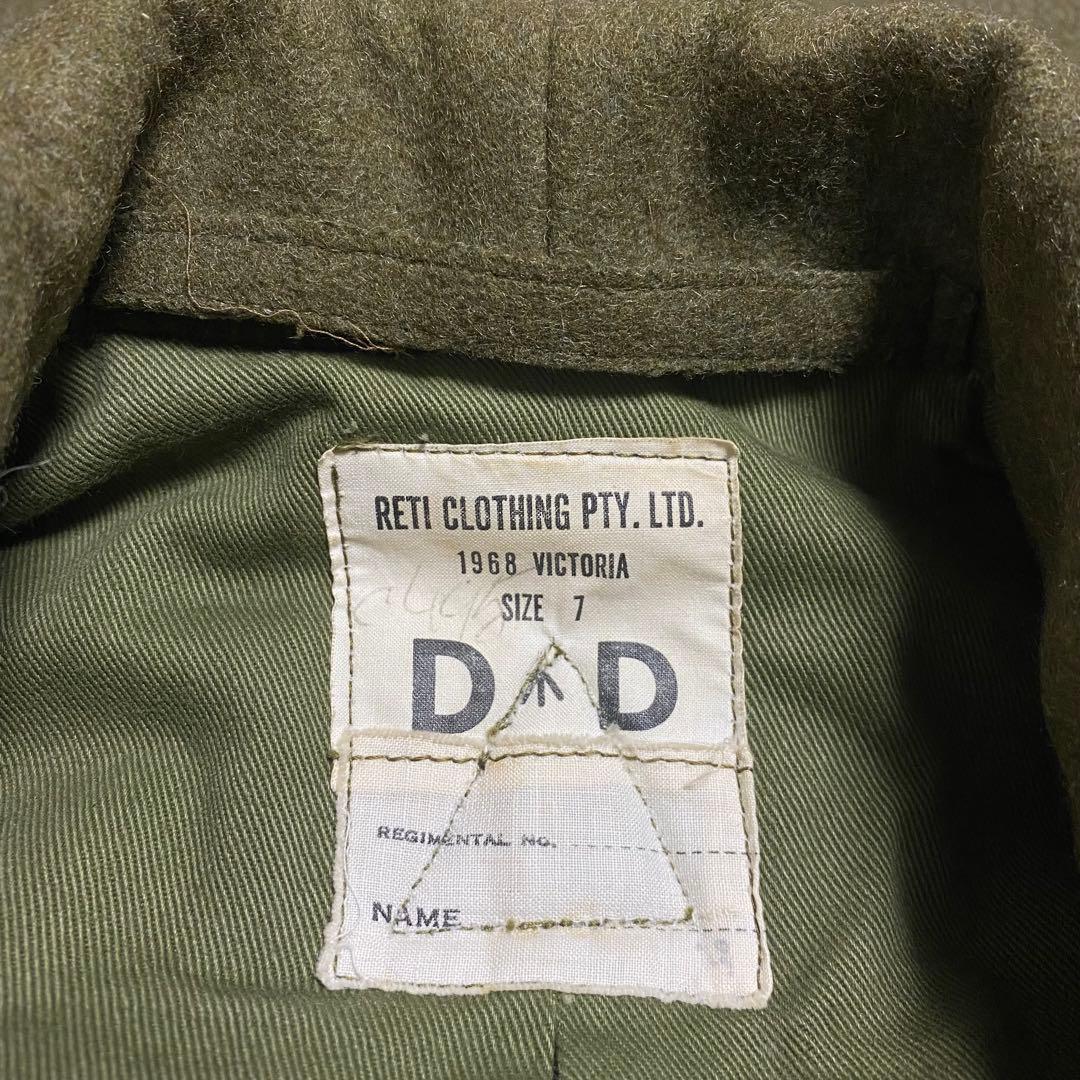 RETI CLOTHING PTY. LTD.
1968 VICTORIA
SIZE 7
D D
REGIMENTAL NO.
NAME